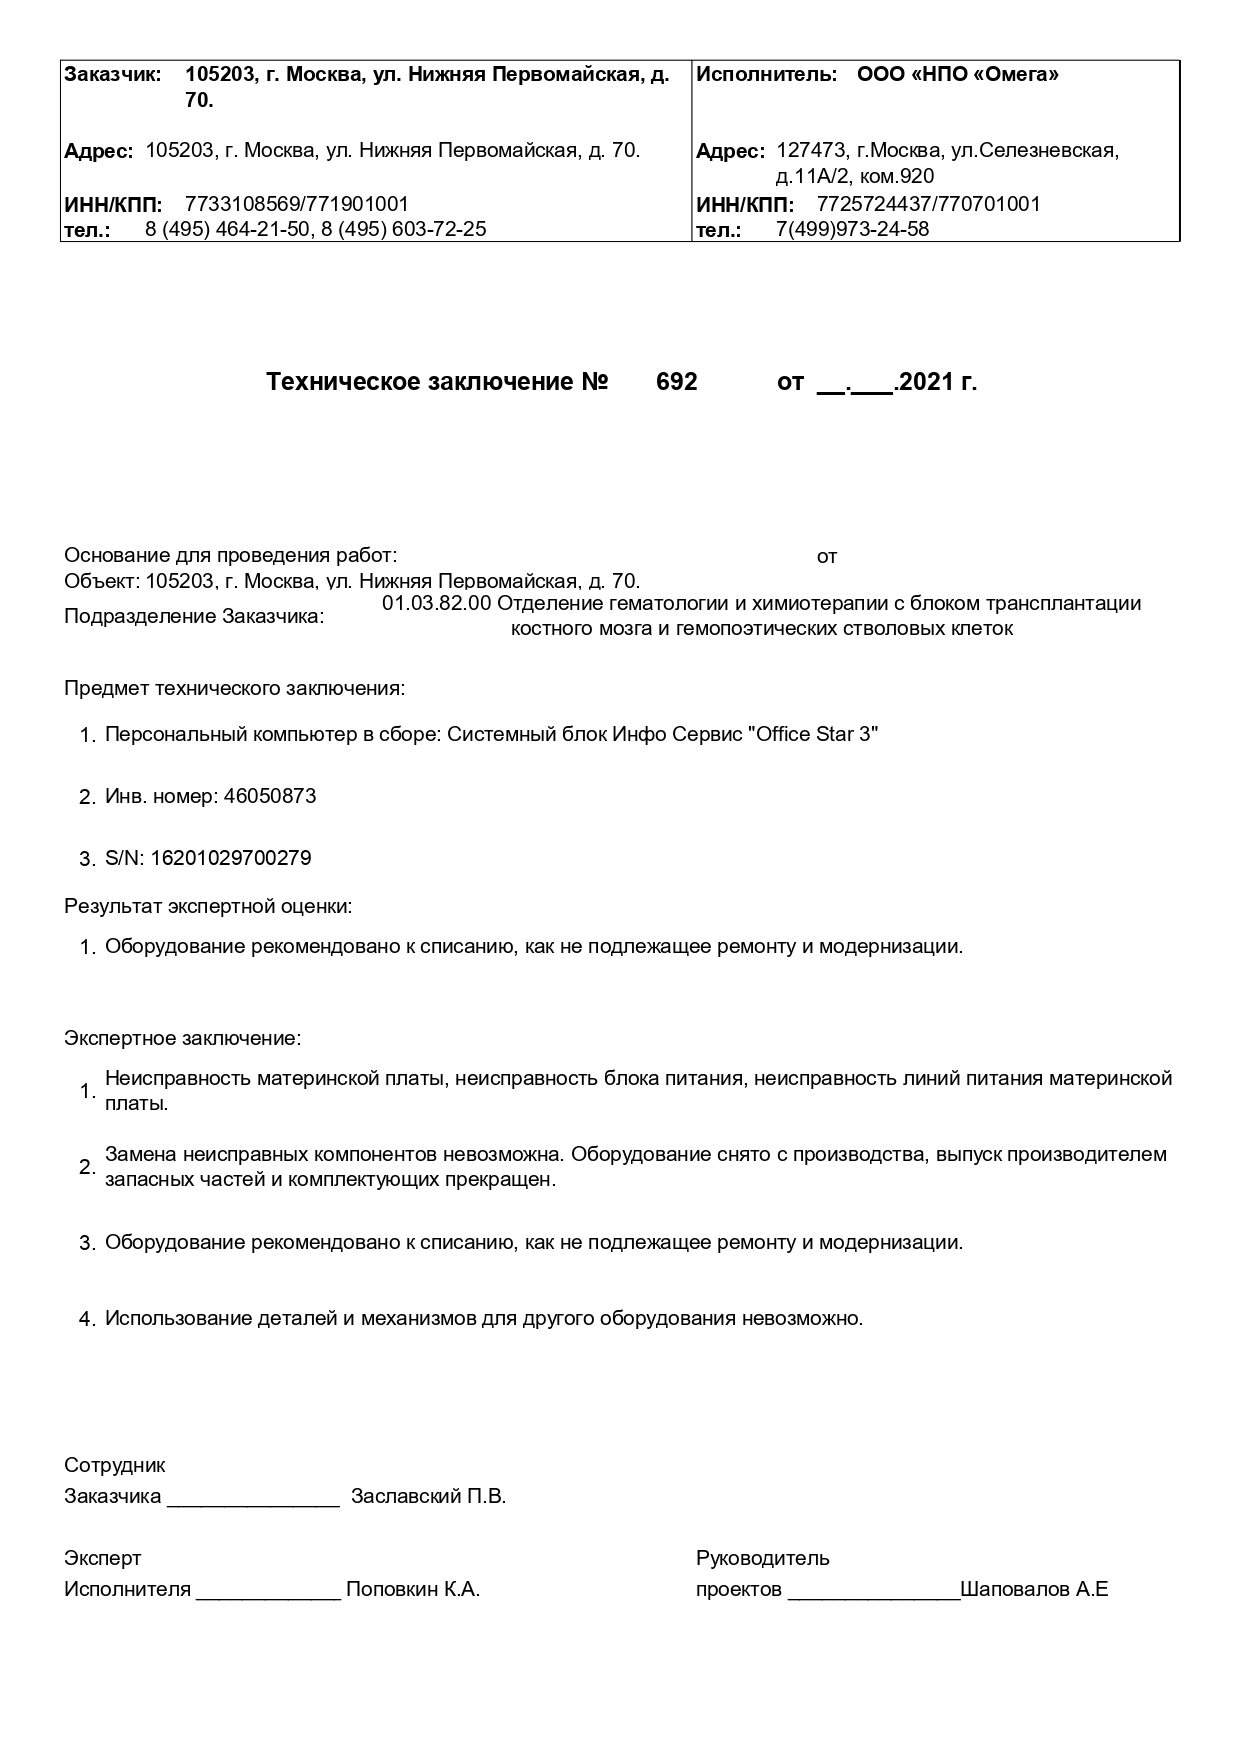 Заказчик: 105203, г. Москва, ул. Нижняя Первомайская, д.
70.
Адрес: 105203, г. Москва, ул. Нижняя Первомайская, д. 70.
ИНН/КПП: 7733108569/771901001
тел.: 8 (495) 464-21-50, 8 (495) 603-72-25
Исполнитель: ООО «НПО «Омега»
Адрес: 127473, г.Москва, ул.Селезневская,
д.11А/2, ком.920
ИНН/КПП: 7725724437/770701001
тел.: 7(499)973-24-58
Техническое заключение № 692 от __.___.2021 г.
Основание для проведения работ: от
Объект: 105203, г. Москва, ул. Нижняя Первомайская, д. 70.
Подразделение Заказчика: 01.03.82.00 Отделение гематологии и химиотерапии с блоком трансплантации
костного мозга и гемопоэтических стволовых клеток
Предмет технического заключения:
1. Персональный компьютер в сборе: Системный блок Инфо Сервис "Office Star 3"
2. Инв. номер: 46050873
3. S/N: 16201029700279
Результат экспертной оценки:
1. Оборудование рекомендовано к списанию, как не подлежащее ремонту и модернизации.
Экспертное заключение:
1. Неисправность материнской платы, неисправность блока питания, неисправность линий питания материнской
платы.
2. Замена неисправных компонентов невозможна. Оборудование снято с производства, выпуск производителем
запасных частей и комплектующих прекращен.
3. Оборудование рекомендовано к списанию, как не подлежащее ремонту и модернизации.
4. Использование деталей и механизмов для другого оборудования невозможно.
Сотрудник
Заказчика _______________ Заславский П.В.
Эксперт
Исполнителя _____________ Поповкин К.А.
Руководитель
проектов _______________Шаповалов А.Е